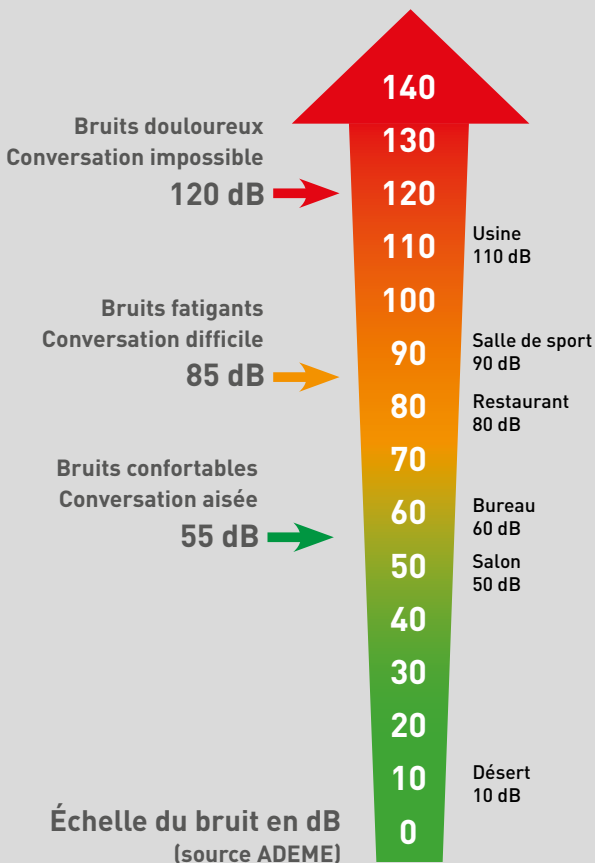 140
Bruits douloureux
Conversation impossible
120 dB
130
120
Usine
110 dB
110
100
Bruits fatigants
Conversation difficile
85 dB
90
Salle de sport
90 dB
80
Restaurant
80 dB
70
Bruits confortables
Conversation aisée
55 dB
60
Bureau
60 dB
50
Salon
50 dB
40
30
20
10
Désert
10 dB
Échelle du bruit en dB
(source ADEME)
0